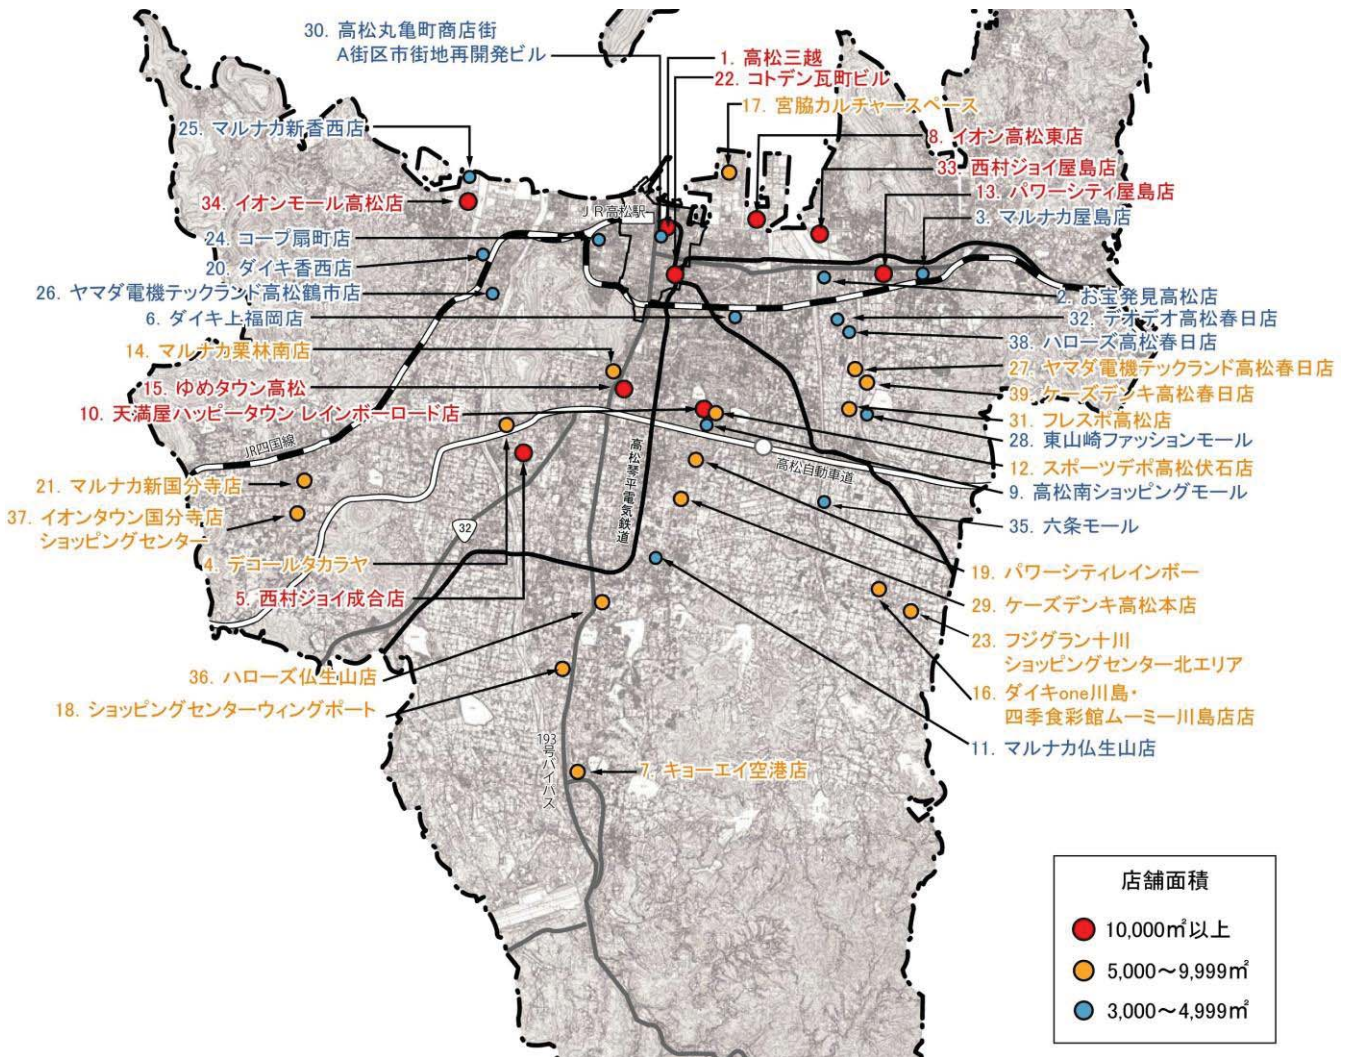 30. 高松丸亀町商店街
A街区市街地再開発ビル
1. 高松三越
22. コトデン瓦町ビル
17. 宮脇カルチャースペース
25. マルナカ新香西店
8. イオン高松東店
33. 西村ジョイ屋島店
34. イオンモール高松店
13. パワーシティ屋島店
JR高松駅
3. マルナカ屋島店
24. コープ扇町店
20. ダイキ香西店
26. ヤマダ電機テックランド高松鶴市店
2. お宝発見高松店
6. ダイキ上福岡店
32. デオデオ高松春日店
38. ハローズ高松春日店
14. マルナカ栗林南店
27. ヤマダ電機テックランド高松春日店
15. ゆめタウン高松
39. ケーズデンキ高松春日店
10. 天満屋ハッピータウン レインボーロード店
31. フレスポ高松店
28. 東山崎ファッションモール
JR四国線
高松琴平電気鉄道
高松自動車道
12. スポーツデポ高松伏石店
21. マルナカ新国分寺店
9. 高松南ショッピングモール
37. イオンタウン国分寺店
ショッピングセンター
32
35. 六条モール
4. デコールタカラヤ
19. パワーシティレインボー
5. 西村ジョイ成合店
29. ケーズデンキ高松本店
23. フジグラン十川
ショッピングセンター北エリア
36. ハローズ仏生山店
16. ダイキone川島・
四季食彩館ムーミー川島店店
18. ショッピングセンターウィングポート
11. マルナカ仏生山店
193号バイパス
7. キョーエイ空港店
店舗面積
10,000㎡以上
5,000～9,999㎡
3,000～4,999㎡